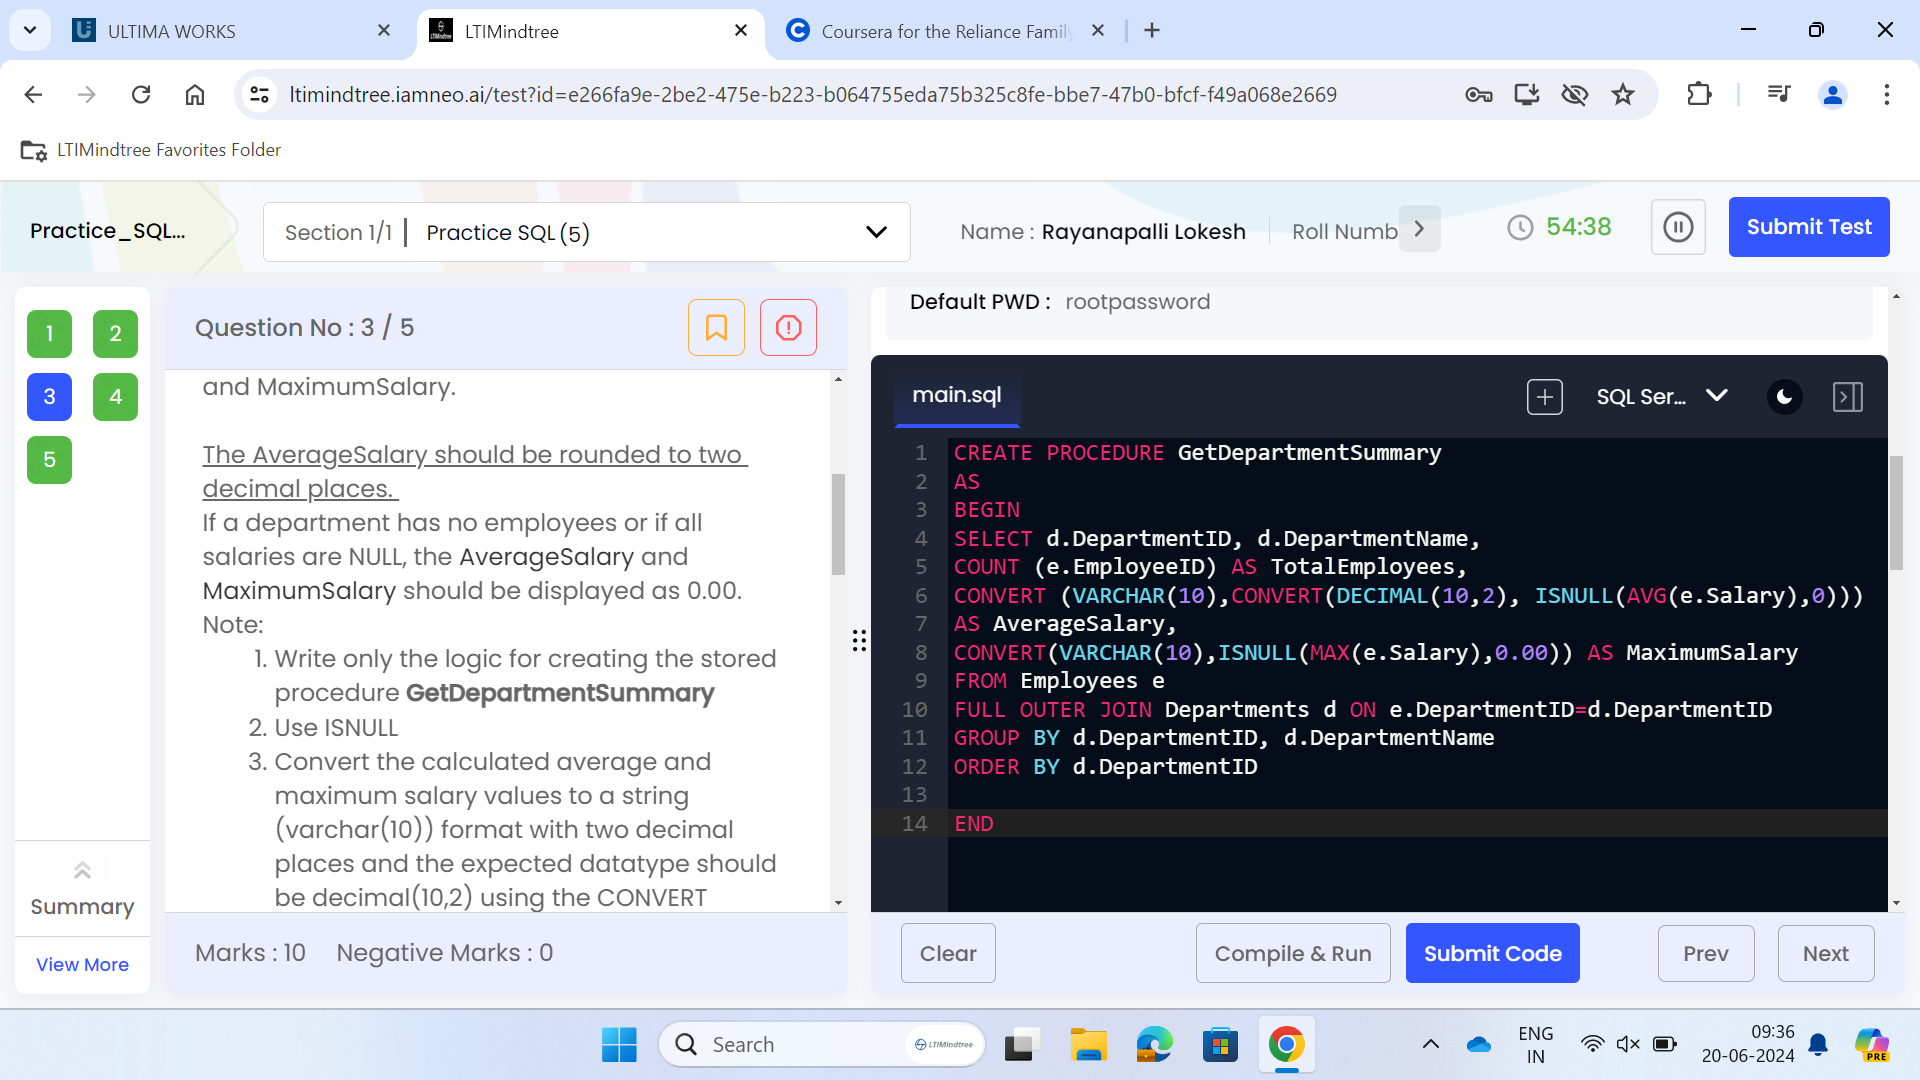 ULTIMA WORKS
LTIMindtree
Coursera for the Reliance Family
ltimindtree.iamneo.ai/test?id=e266fa9e-2be2-475e-b223-b064755eda75b325c8fe-bbe7-47b0-bfcf-f49a068e2669
LTIMindtree Favorites Folder
Practice_SQL...
Section 1/1 | Practice SQL (5)
Name : Rayanapalli Lokesh
Roll Numb
54:38
Submit Test
1 2
3 4
5
Summary
View More
Question No : 3 / 5
and MaximumSalary.
The AverageSalary should be rounded to two
decimal places.
If a department has no employees or if all
salaries are NULL, the AverageSalary and
MaximumSalary should be displayed as 0.00.
Note:
1. Write only the logic for creating the stored
procedure GetDepartmentSummary
2. Use ISNULL
3. Convert the calculated average and
maximum salary values to a string
(varchar(10)) format with two decimal
places and the expected datatype should
be decimal(10,2) using the CONVERT
Marks : 10 Negative Marks : 0
Default PWD : rootpassword
main.sql
SQL Ser...
1 CREATE PROCEDURE GetDepartmentSummary
2 AS
3 BEGIN
4 SELECT d.DepartmentID, d.DepartmentName,
5 COUNT (e.EmployeeID) AS TotalEmployees,
6 CONVERT (VARCHAR(10),CONVERT(DECIMAL(10,2), ISNULL(AVG(e.Salary),0)))
7 AS AverageSalary,
8 CONVERT(VARCHAR(10),ISNULL(MAX(e.Salary),0.00)) AS MaximumSalary
9 FROM Employees e
10 FULL OUTER JOIN Departments d ON e.DepartmentID=d.DepartmentID
11 GROUP BY d.DepartmentID, d.DepartmentName
12 ORDER BY d.DepartmentID
13
14 END
Clear
Compile & Run
Submit Code
Prev
Next
Search
LTIMindtree
ENG
IN
09:36
20-06-2024
PRE